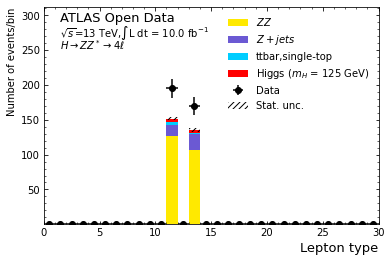 ATLAS Open Data
√s=13 TeV,∫L dt = 10.0 fb⁻¹
H → ZZ* → 4ℓ
ZZ
Z + jets
ttbar,single-top
Higgs (m_H = 125 GeV)
Data
Stat. unc.
Number of events/bin
300
250
200
150
100
50
0 5 10 15 20 25 30
Lepton type